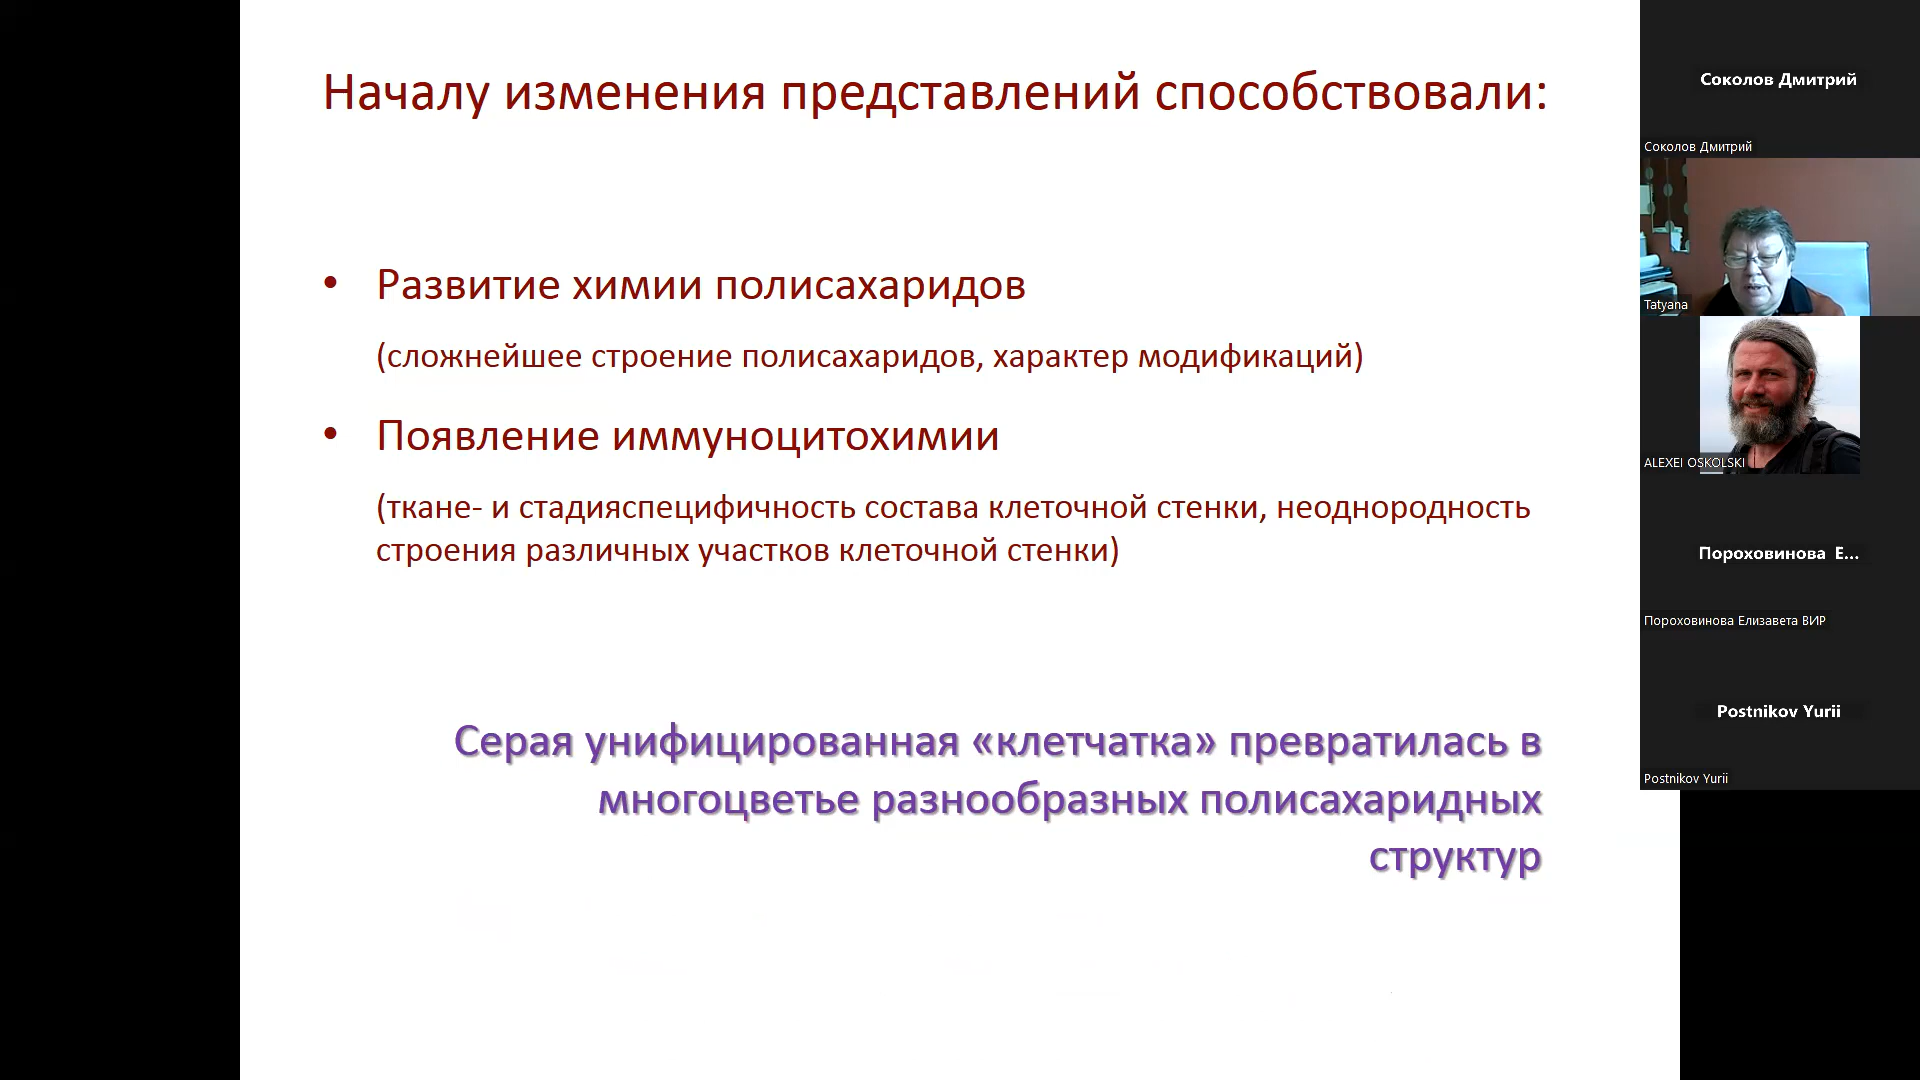 Началу изменения представлений способствовали:
• Развитие химии полисахаридов
(сложнейшее строение полисахаридов, характер модификаций)
• Появление иммуноцитохимии
(ткане- и стадияспецифичность состава клеточной стенки, неоднородность
строения различных участков клеточной стенки)
Серая унифицированная «клетчатка» превратилась в
многоцветье разнообразных полисахаридных
структур
Соколов Дмитрий
Соколов Дмитрий
Tatyana
ALEXEI OSKOLSKI
Пороховинова Е...
Пороховинова Елизавета ВИР
Postnikov Yurii
Postnikov Yurii